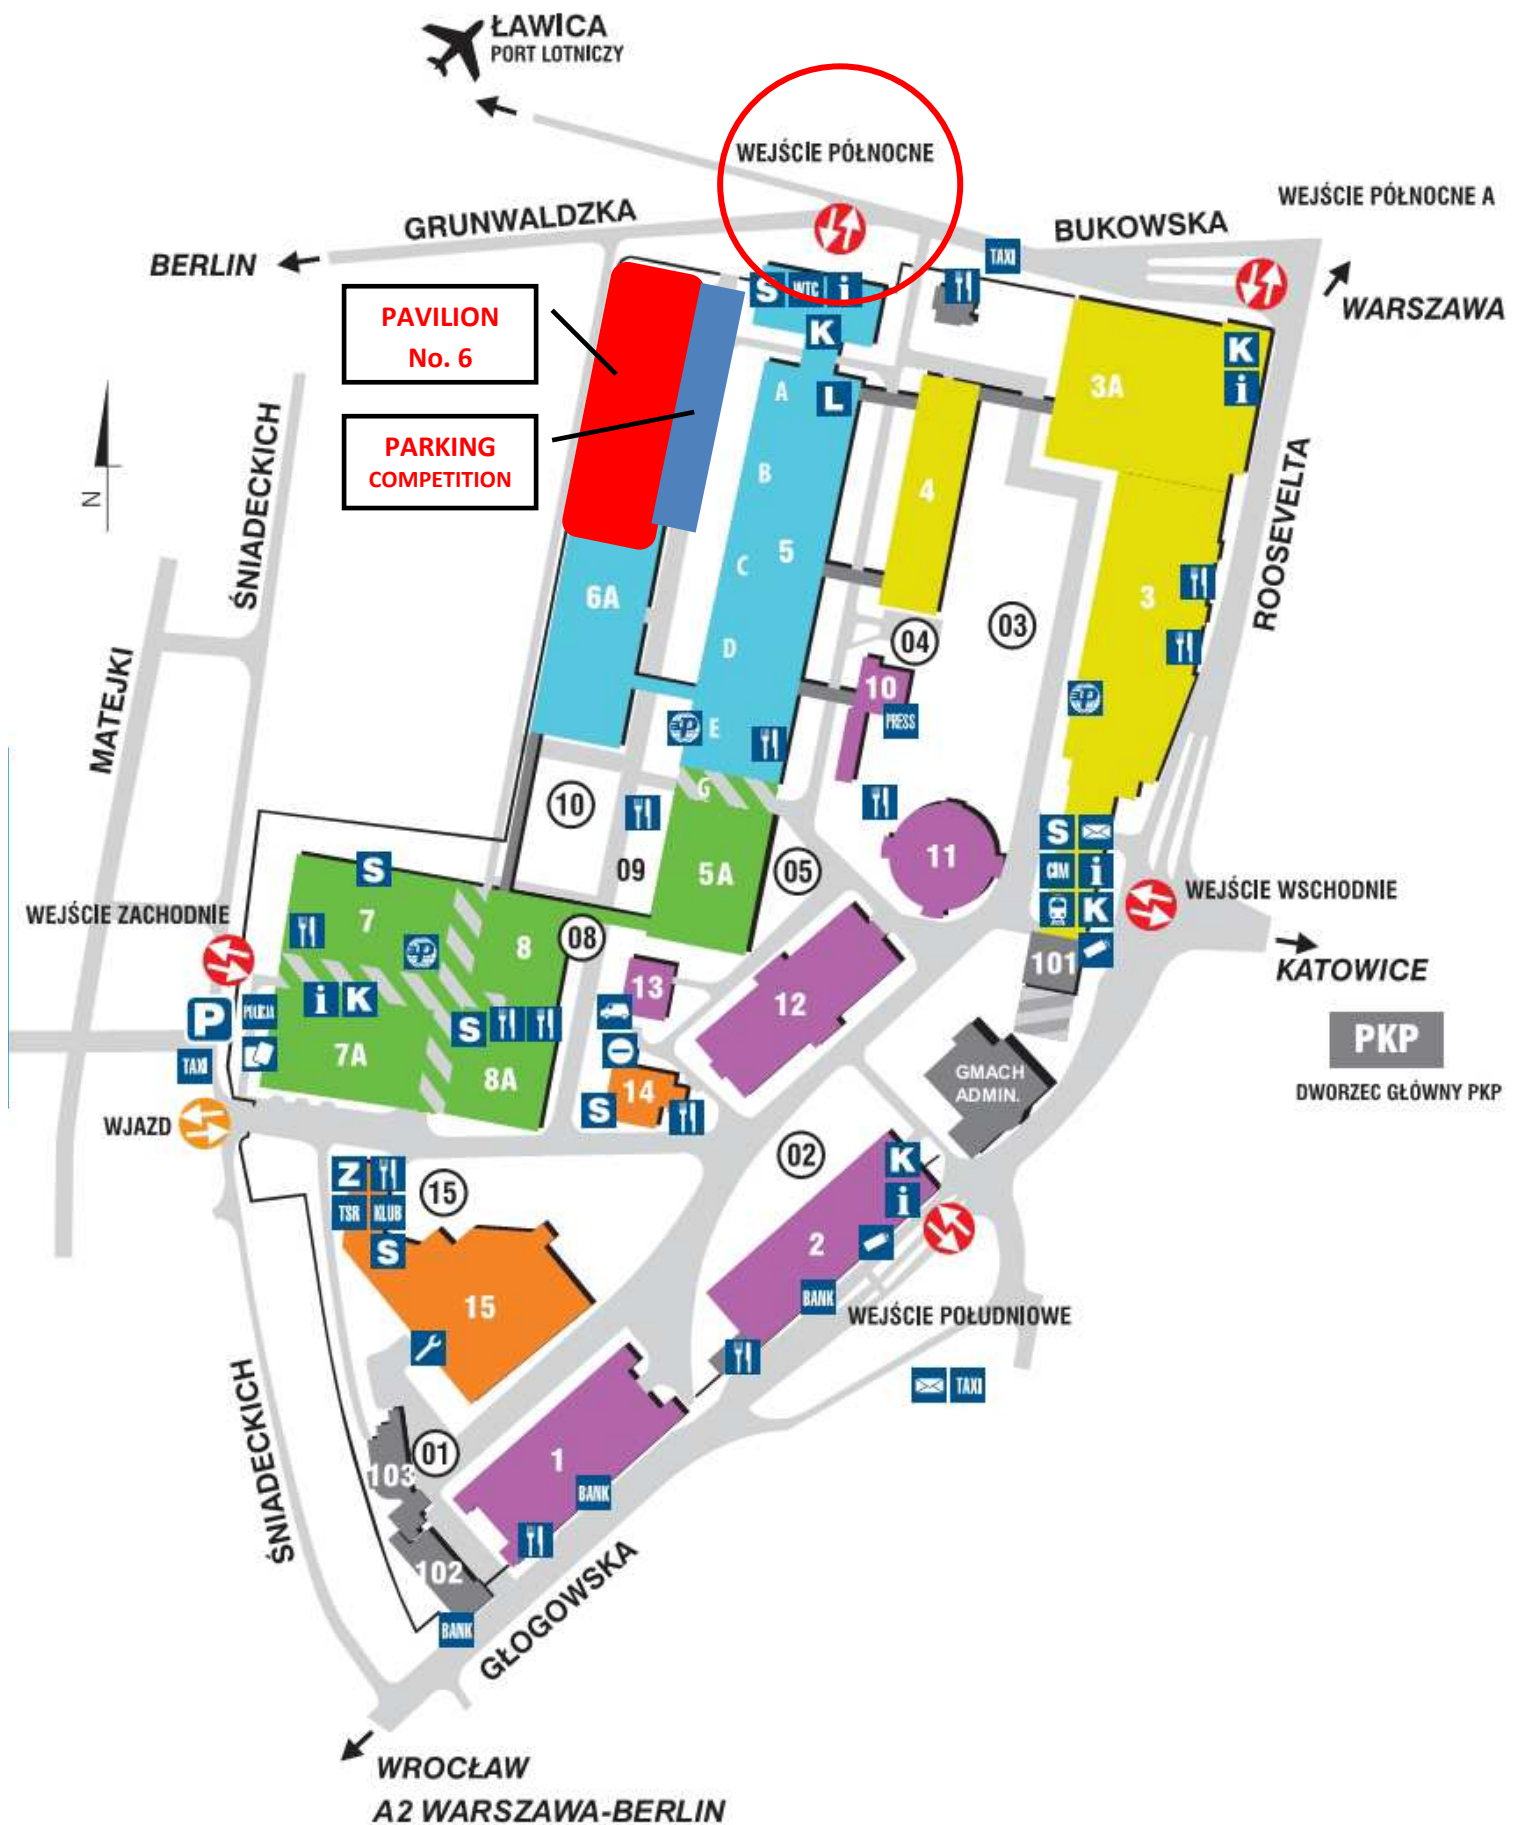 ŁAWICA
PORT LOTNICZY
WEJŚCIE PÓŁNOCNE
WEJŚCIE PÓŁNOCNE A
GRUNWALDZKA
BUKOWSKA
BERLIN
TAXI
WARSZAWA
S WTC i
PAVILION
No. 6
K
K
i
3A
A
L
PARKING
COMPETITION
ŚNIADECKICH
ROOSEVELTA
B
4
N
C
5
6A
3
D
04
03
MATEJKI
10
P
PRESS
P
E
G
10
09
5A
05
11
S
CIM i
K
WEJŚCIE WSCHODNIE
S
7
WEJŚCIE ZACHODNIE
8
08
P
101
KATOWICE
13
12
i K
P
POLICJA
S
PKP
7A
TAXI
8A
14
S
GMACH
ADMIN.
DWORZEC GŁÓWNY PKP
WJAZD
02
K
i
Z
TSR KLUB
S
15
2
15
BANK
WEJŚCIE POŁUDNIOWE
TAXI
ŚNIADECKICH
01
1
103
BANK
102
BANK
GŁOGOWSKA
WROCŁAW
A2 WARSZAWA-BERLIN